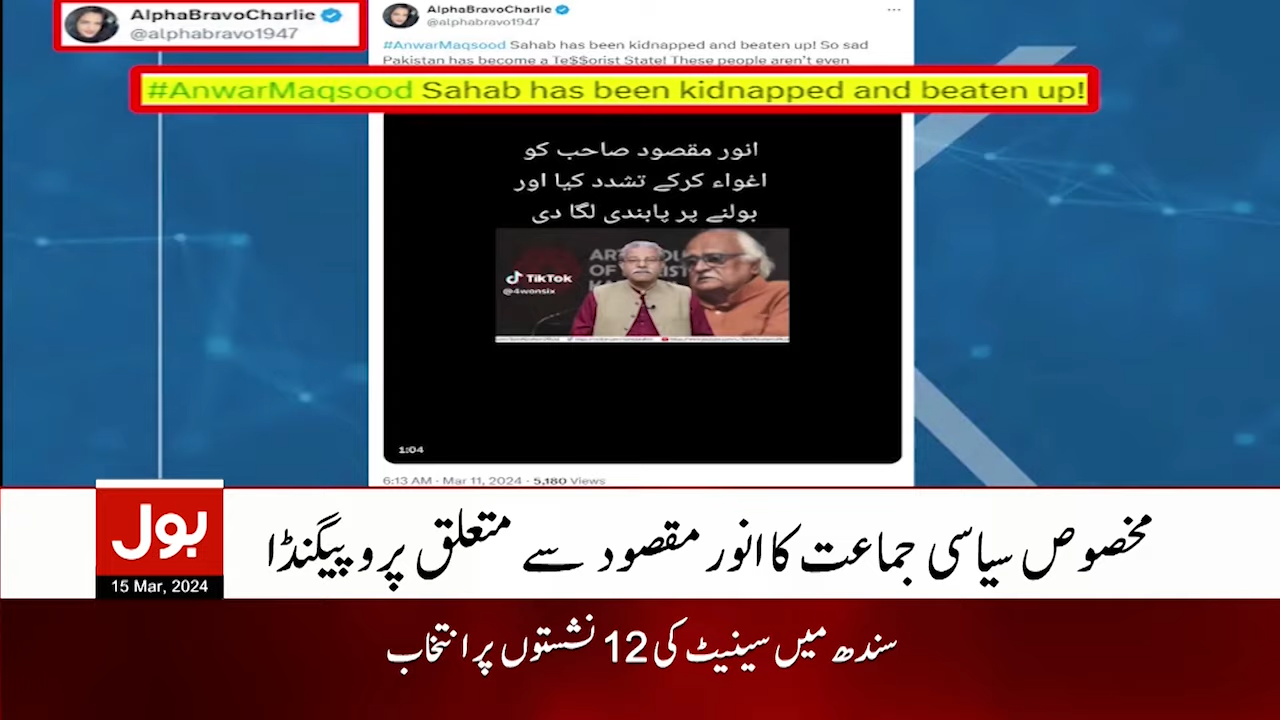 AlphaBravoCharlie
@alphabravo1947
AlphaBravoCharlie
@alphabravo1947
#AnwarMaqsood Sahab has been kidnapped and beaten up! So sad
Pakistan has become a Te$$orist State! These people aren't even
#AnwarMaqsood Sahab has been kidnapped and beaten up!
انور مقصود صاحب کو
اغواء کرکے تشدد کیا اور
بولنے پر پابندی لگا دی
TikTok
@4wonsix
1:04
6:13 AM · Mar 11, 2024 · 5,180 Views
بول
15 Mar, 2024
مخصوص سیاسی جماعت کا انور مقصود سے متعلق پروپیگنڈا
سندھ میں سینیٹ کی 12 نشستوں پر انتخاب